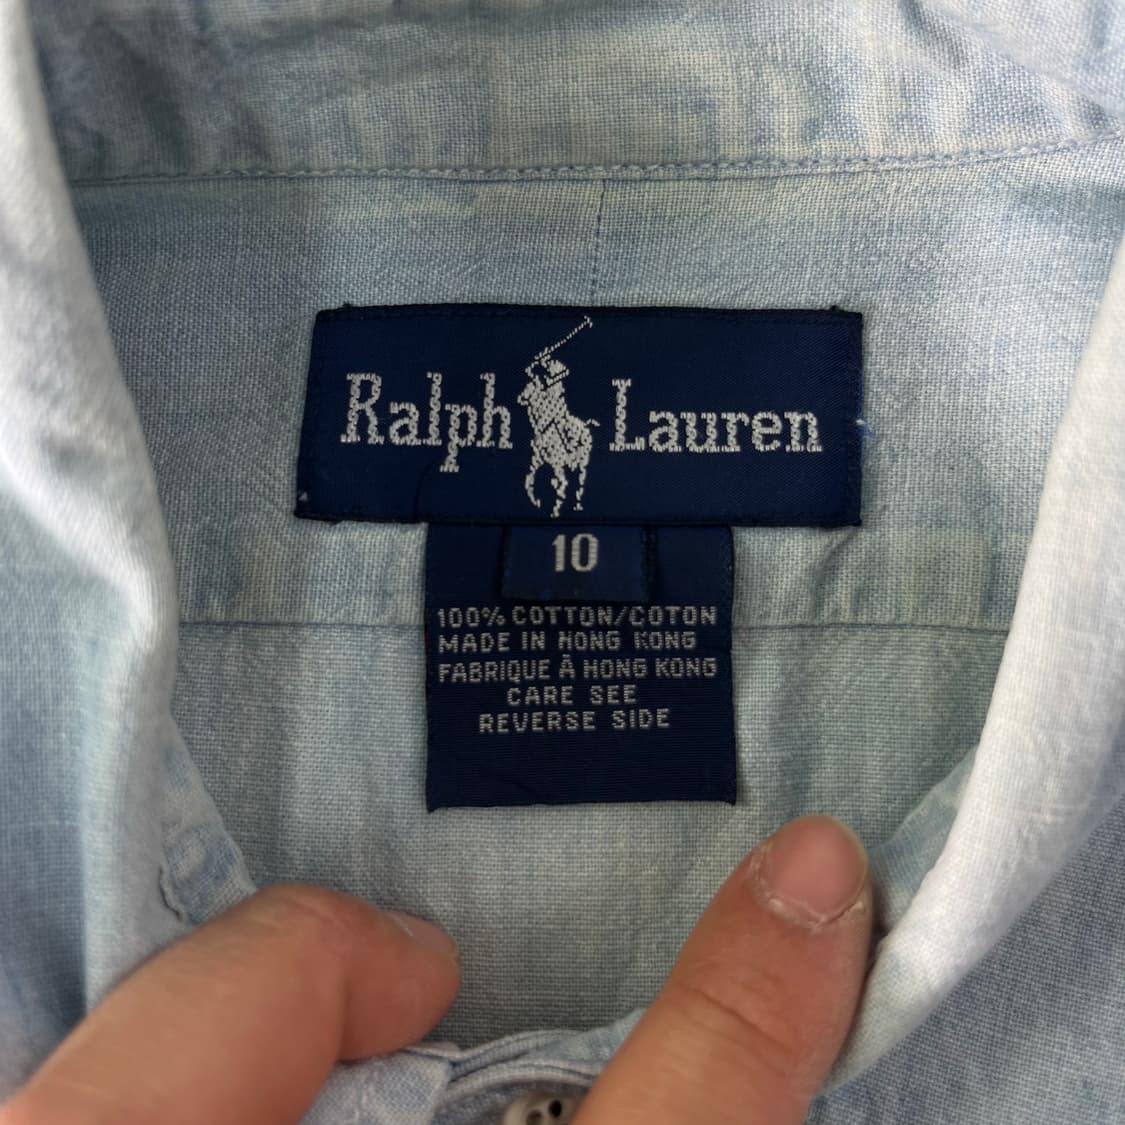 Ralph Lauren
10
100% COTTON/COTON
MADE IN HONG KONG
FABRIQUE Ā HONG KONG
CARE SEE
REVERSE SIDE